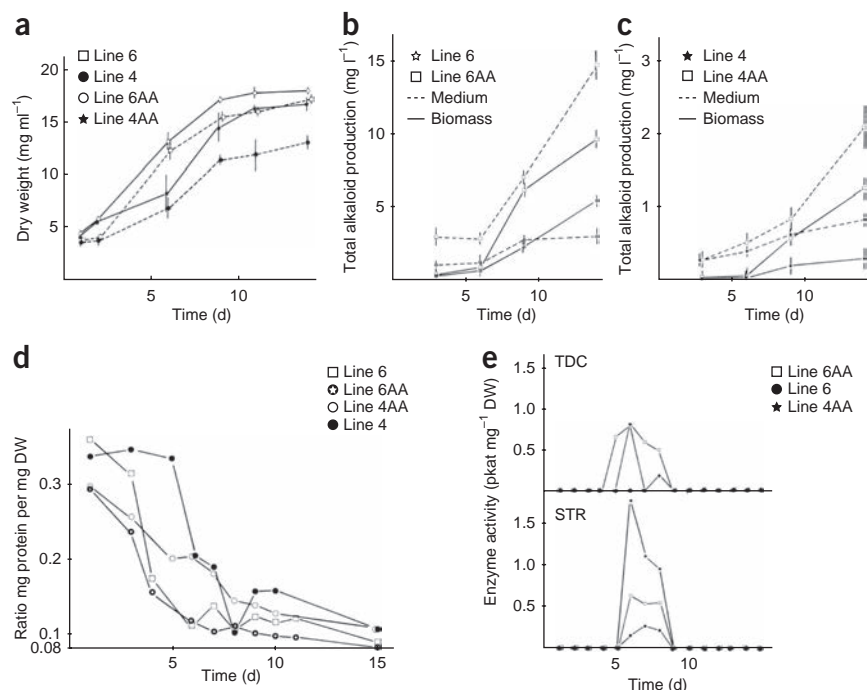 a
Line 6
Line 4
Line 6AA
Line 4AA
Dry weight (mg ml⁻¹)
20
15
10
5
5
10
Time (d)
b
Line 6
Line 6AA
Medium
Biomass
Total alkaloid production (mg l⁻¹)
15
10
5
5
10
Time (d)
c
Line 4
Line 4AA
Medium
Biomass
Total alkaloid production (mg l⁻¹)
3
2
1
5
10
Time (d)
d
Line 6
Line 6AA
Line 4AA
Line 4
Ratio mg protein per mg DW
0.3
0.2
0.1
0.08
5
10
15
Time (d)
e
Line 6AA
Line 6
Line 4AA
Enzyme activity (pkat mg⁻¹ DW)
TDC
1.5
1.0
0.5
STR
1.5
1.0
0.5
5
10
Time (d)